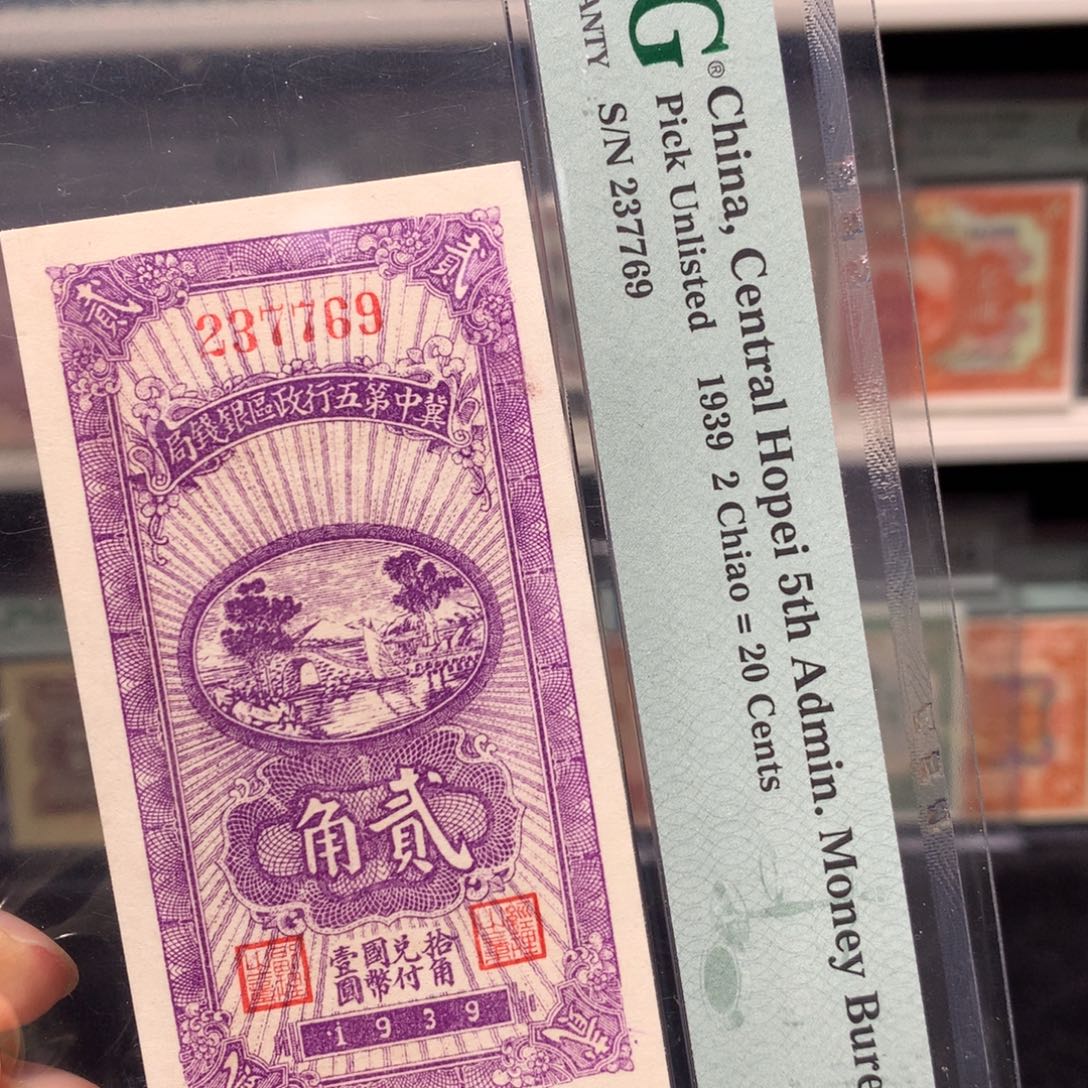 貳
貳
237769
冀中第五行政區銀錢局
貳角
拾角
兌付
國幣
壹圓
1939
G®
China, Central Hopei 5th Admin. Money Bure
Pick Unlisted 1939 2 Chiao = 20 Cents
S/N 237769
ANTY